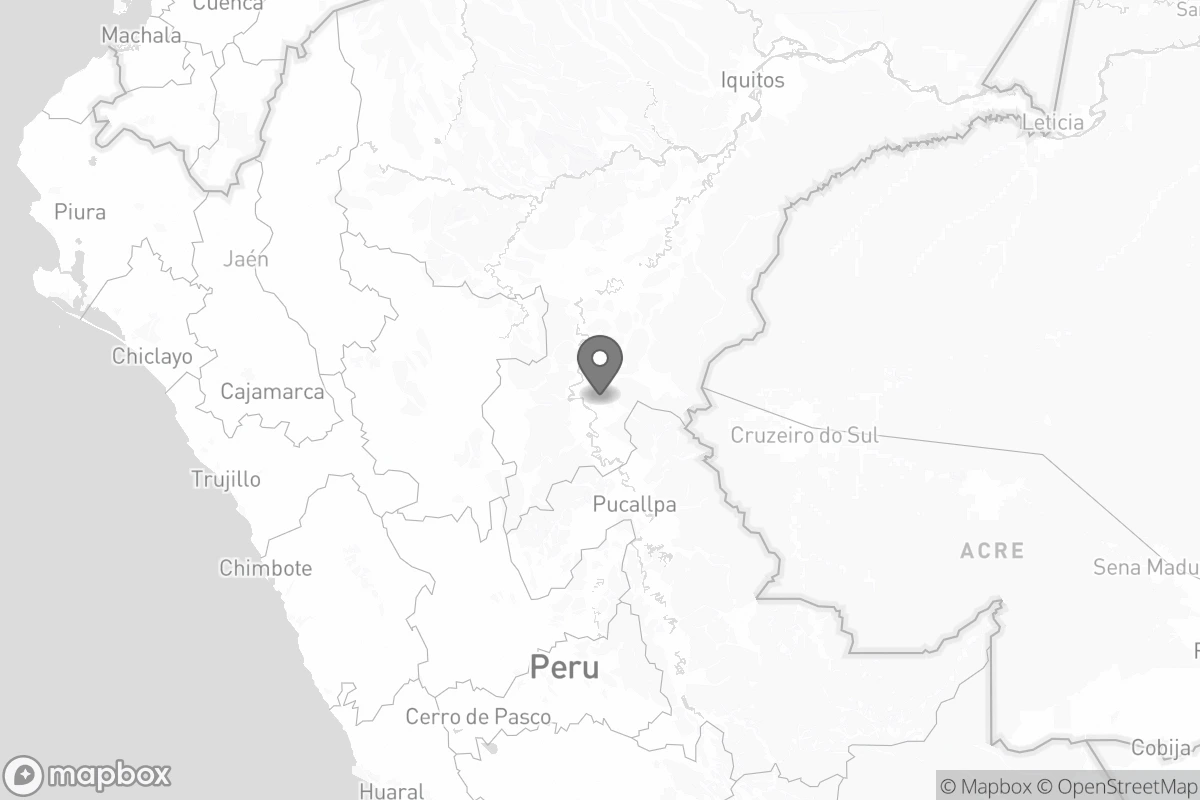 Cuenca
Machala
Iquitos
Leticia
Piura
Jaén
Chiclayo
Cajamarca
Cruzeiro do Sul
Trujillo
Pucallpa
ACRE
Chimbote
Sena Madu
Peru
Cerro de Pasco
Cobija
Huaral
mapbox
© Mapbox © OpenStreetMap